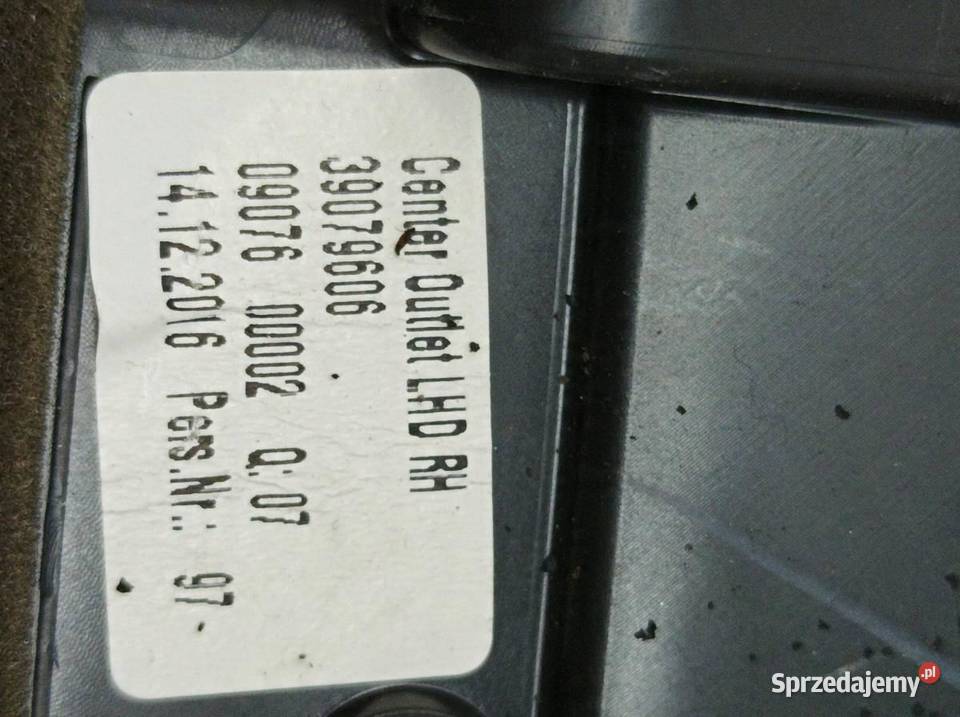 Center Outlet LHD RH
39079606
09076 00002 Q.07
14.12.2016 Pers.Nr.: 97
Sprzedajemy.pl